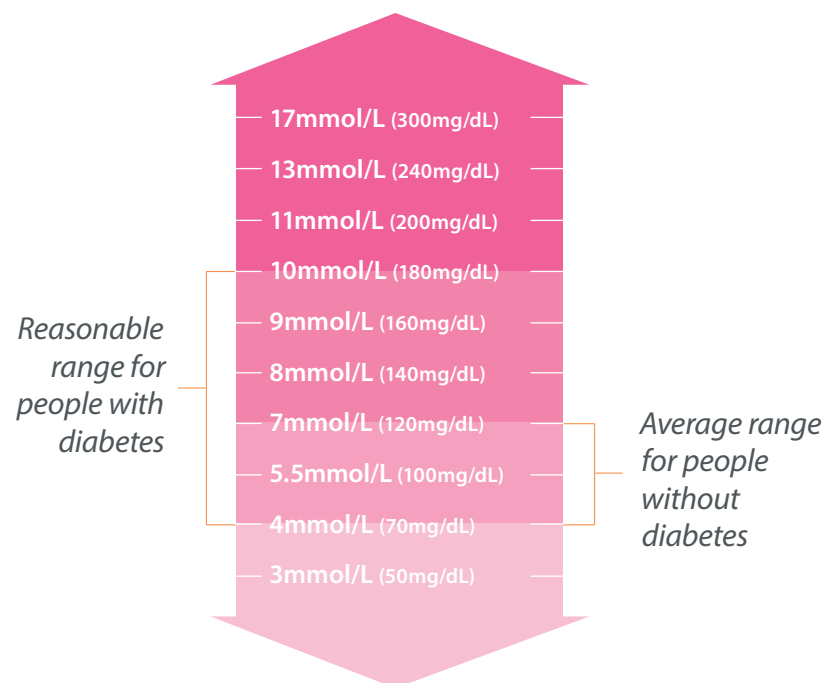 17mmol/L (300mg/dL)
13mmol/L (240mg/dL)
11mmol/L (200mg/dL)
10mmol/L (180mg/dL)
9mmol/L (160mg/dL)
8mmol/L (140mg/dL)
7mmol/L (120mg/dL)
5.5mmol/L (100mg/dL)
4mmol/L (70mg/dL)
3mmol/L (50mg/dL)
Reasonable
range for
people with
diabetes
Average range
for people
without
diabetes